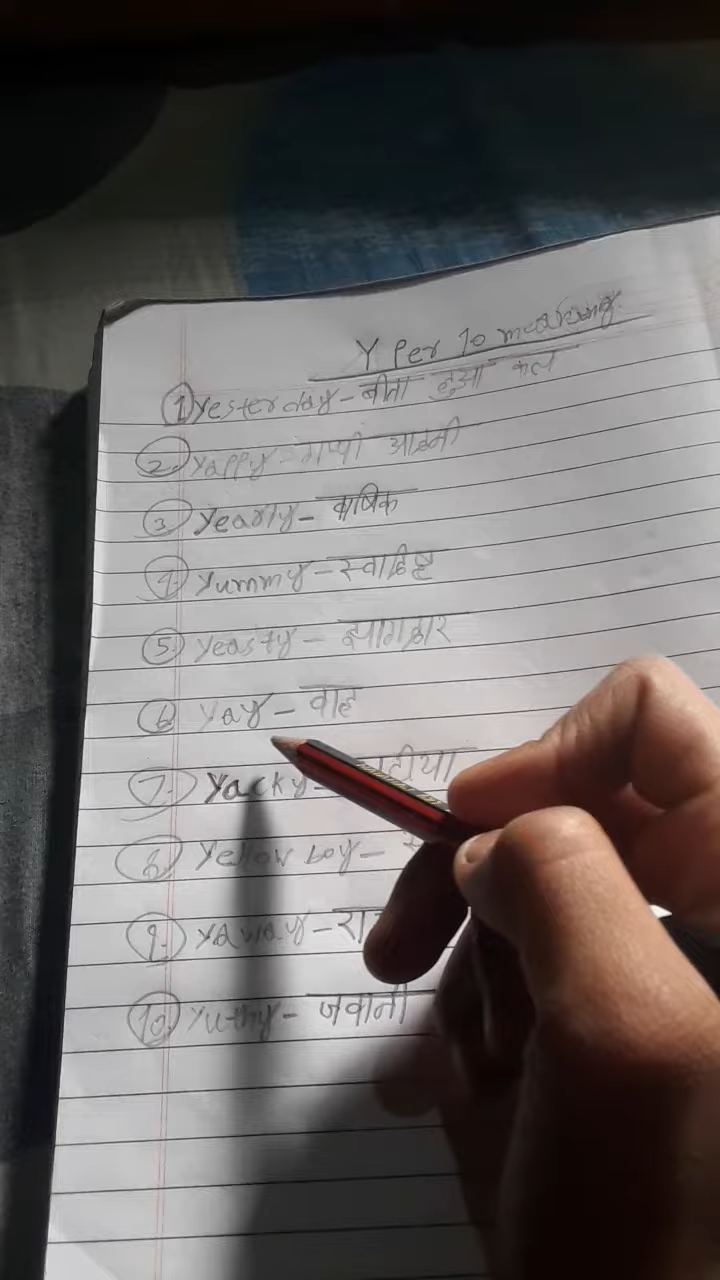 Y Per 10 meaning
1 Yesterday - बीता हुआ कल
2. Yappy - गप्पी आदमी
3 Yearly - वार्षिक
4. Yummy - स्वादिष्ट
5. Yeasty - झागदार
6 Yay - वाह
7. Yacky -
8 Yellow boy -
9. Yaway -
10. Yuthy - जवानी